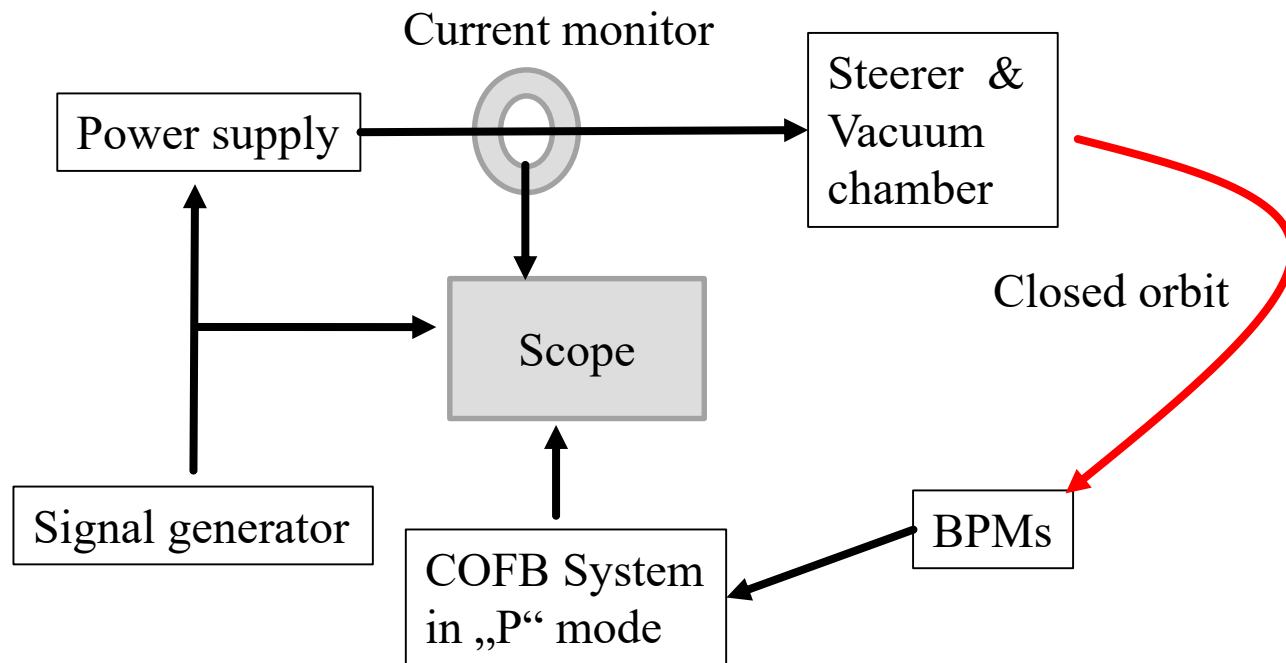 Current monitor
Power supply
Steerer &
Vacuum
chamber
Closed orbit
Scope
Signal generator
COFB System
in „P“ mode
BPMs